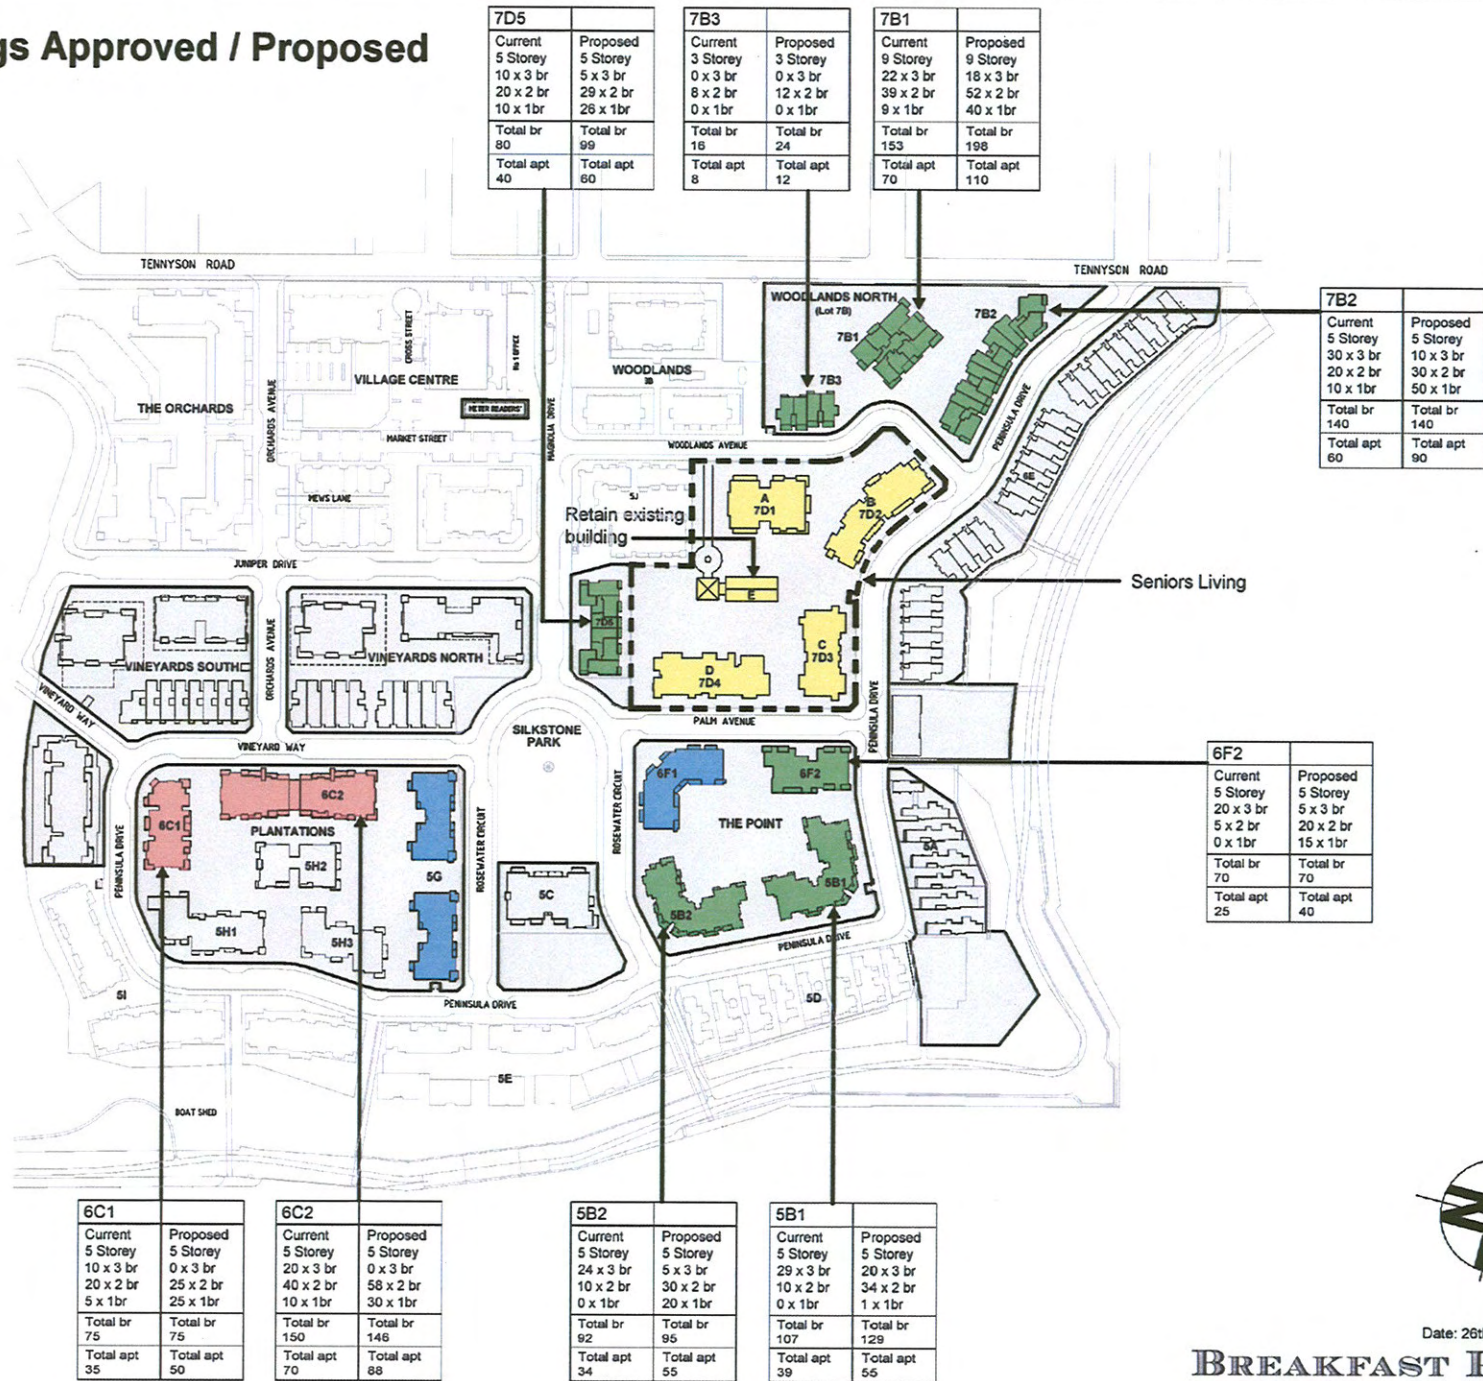 gs Approved / Proposed
7D5
Current Proposed
5 Storey 5 Storey
10 x 3 br 5 x 3 br
20 x 2 br 29 x 2 br
10 x 1br 26 x 1br
Total br Total br
80 99
Total apt Total apt
40 60
7B3
Current Proposed
3 Storey 3 Storey
0 x 3 br 0 x 3 br
8 x 2 br 12 x 2 br
0 x 1br 0 x 1br
Total br Total br
16 24
Total apt Total apt
8 12
7B1
Current Proposed
9 Storey 9 Storey
22 x 3 br 18 x 3 br
39 x 2 br 52 x 2 br
9 x 1br 40 x 1br
Total br Total br
153 198
Total apt Total apt
70 110
7B2
Current Proposed
5 Storey 5 Storey
30 x 3 br 10 x 3 br
20 x 2 br 30 x 2 br
10 x 1br 50 x 1br
Total br Total br
140 140
Total apt Total apt
60 90
TENNYSON ROAD
TENNYSON ROAD
WOODLANDS NORTH
(Lot 7B)
7B1
7B2
7B3
CROSS STREET
No 1 OFFICE
VILLAGE CENTRE
WOODLANDS
THE ORCHARDS
METER READERS'
ORCHARDS AVENUE
MARKET STREET
MAGNOLIA DRIVE
WOODLANDS AVENUE
PENINSULA DRIVE
6E
MEWS LANE
5J
Retain existing
building
A
7D1
B
7D2
E
Seniors Living
JUNIPER DRIVE
7D5
C
7D3
D
7D4
VINEYARDS SOUTH
ORCHARDS AVENUE
VINEYARDS NORTH
VINEYARD WAY
VINEYARD WAY
SILKSTONE
PARK
PALM AVENUE
PENINSULA DRIVE
6F2
Current Proposed
5 Storey 5 Storey
20 x 3 br 5 x 3 br
5 x 2 br 20 x 2 br
0 x 1br 15 x 1br
Total br Total br
70 70
Total apt Total apt
25 40
6C1
6C2
PLANTATIONS
5H2
5G
5H1
5H3
PENINSULA DRIVE
ROSEWATER CIRCUIT
5C
ROSEWATER CIRCUIT
6F1
6F2
THE POINT
5B2
5B1
5A
PENINSULA DRIVE
PENINSULA DRIVE
5I
5D
5E
BOAT SHED
6C1
Current Proposed
5 Storey 5 Storey
10 x 3 br 0 x 3 br
20 x 2 br 25 x 2 br
5 x 1br 25 x 1br
Total br Total br
75 75
Total apt Total apt
35 50
6C2
Current Proposed
5 Storey 5 Storey
20 x 3 br 0 x 3 br
40 x 2 br 58 x 2 br
10 x 1br 30 x 1br
Total br Total br
150 146
Total apt Total apt
70 88
5B2
Current Proposed
5 Storey 5 Storey
24 x 3 br 5 x 3 br
10 x 2 br 30 x 2 br
0 x 1br 20 x 1br
Total br Total br
92 95
Total apt Total apt
34 55
5B1
Current Proposed
5 Storey 5 Storey
29 x 3 br 20 x 3 br
10 x 2 br 34 x 2 br
0 x 1br 1 x 1br
Total br Total br
107 129
Total apt Total apt
39 55
N
Date: 26t
BREAKFAST